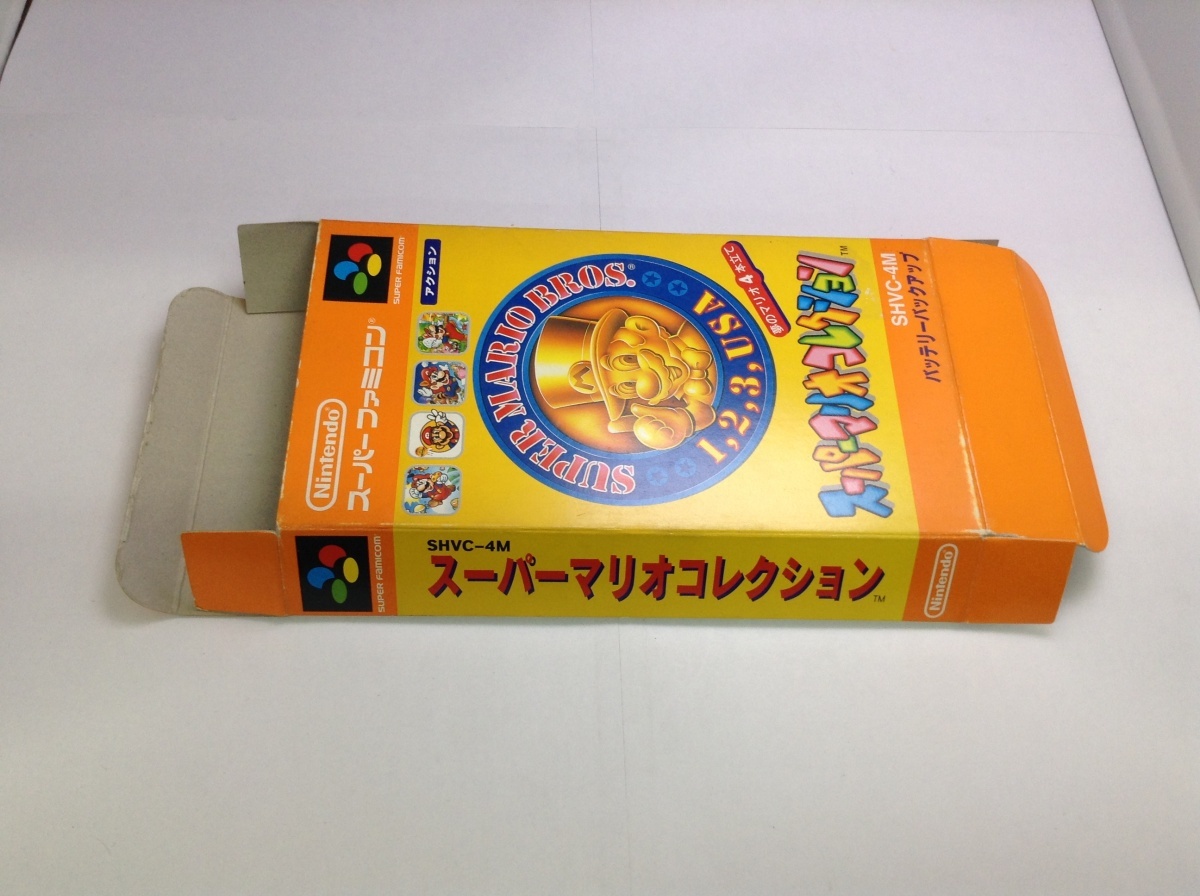 SUPER FAMICOM
Nintendo®
スーパーファミコン
アクション
SUPER MARIO BROS.®
1, 2, 3, USA
夢のマリオ4本立て
スーパーマリオコレクション™
SHVC-4M
バッテリーバックアップ
SUPER FAMICOM
SHVC-4M
スーパーマリオコレクション™
Nintendo